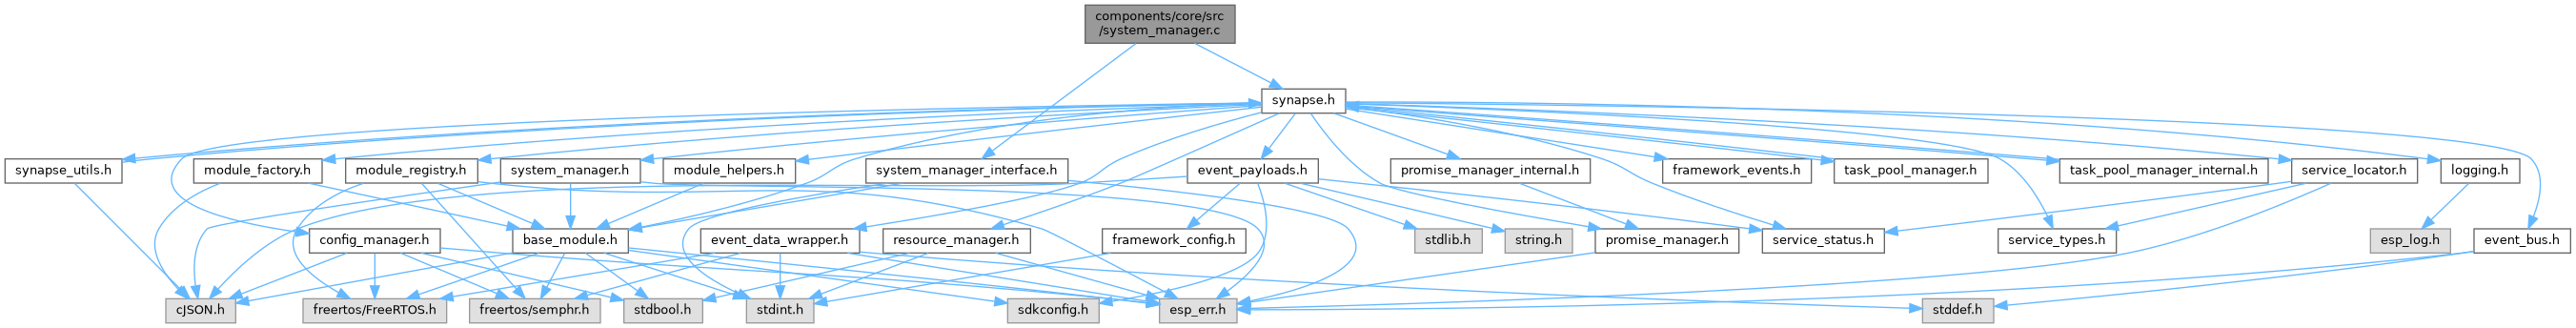 components/core/src
/system_manager.c
synapse.h
synapse_utils.h
module_factory.h
module_registry.h
system_manager.h
module_helpers.h
system_manager_interface.h
event_payloads.h
promise_manager_internal.h
framework_events.h
task_pool_manager.h
task_pool_manager_internal.h
service_locator.h
logging.h
config_manager.h
base_module.h
event_data_wrapper.h
resource_manager.h
framework_config.h
stdlib.h
string.h
promise_manager.h
service_status.h
service_types.h
esp_log.h
event_bus.h
cJSON.h
freertos/FreeRTOS.h
freertos/semphr.h
stdbool.h
stdint.h
sdkconfig.h
esp_err.h
stddef.h